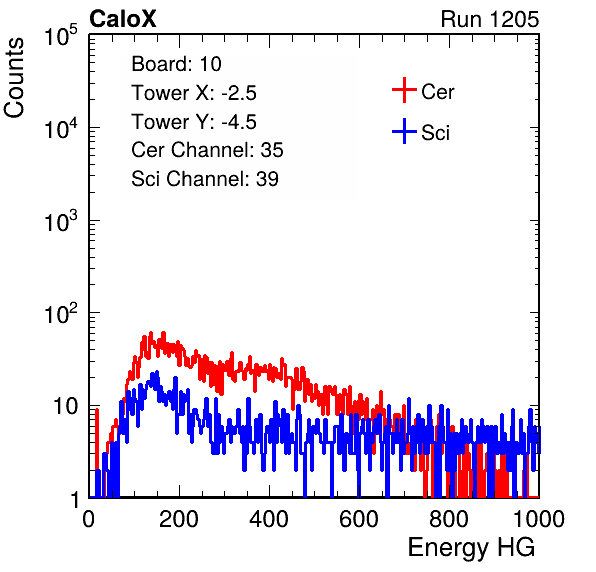 CaloX Run 1205
Counts
10^5
10^4
10^3
10^2
10
1
Board: 10
Tower X: -2.5
Tower Y: -4.5
Cer Channel: 35
Sci Channel: 39
Cer
Sci
0 200 400 600 800 1000
Energy HG